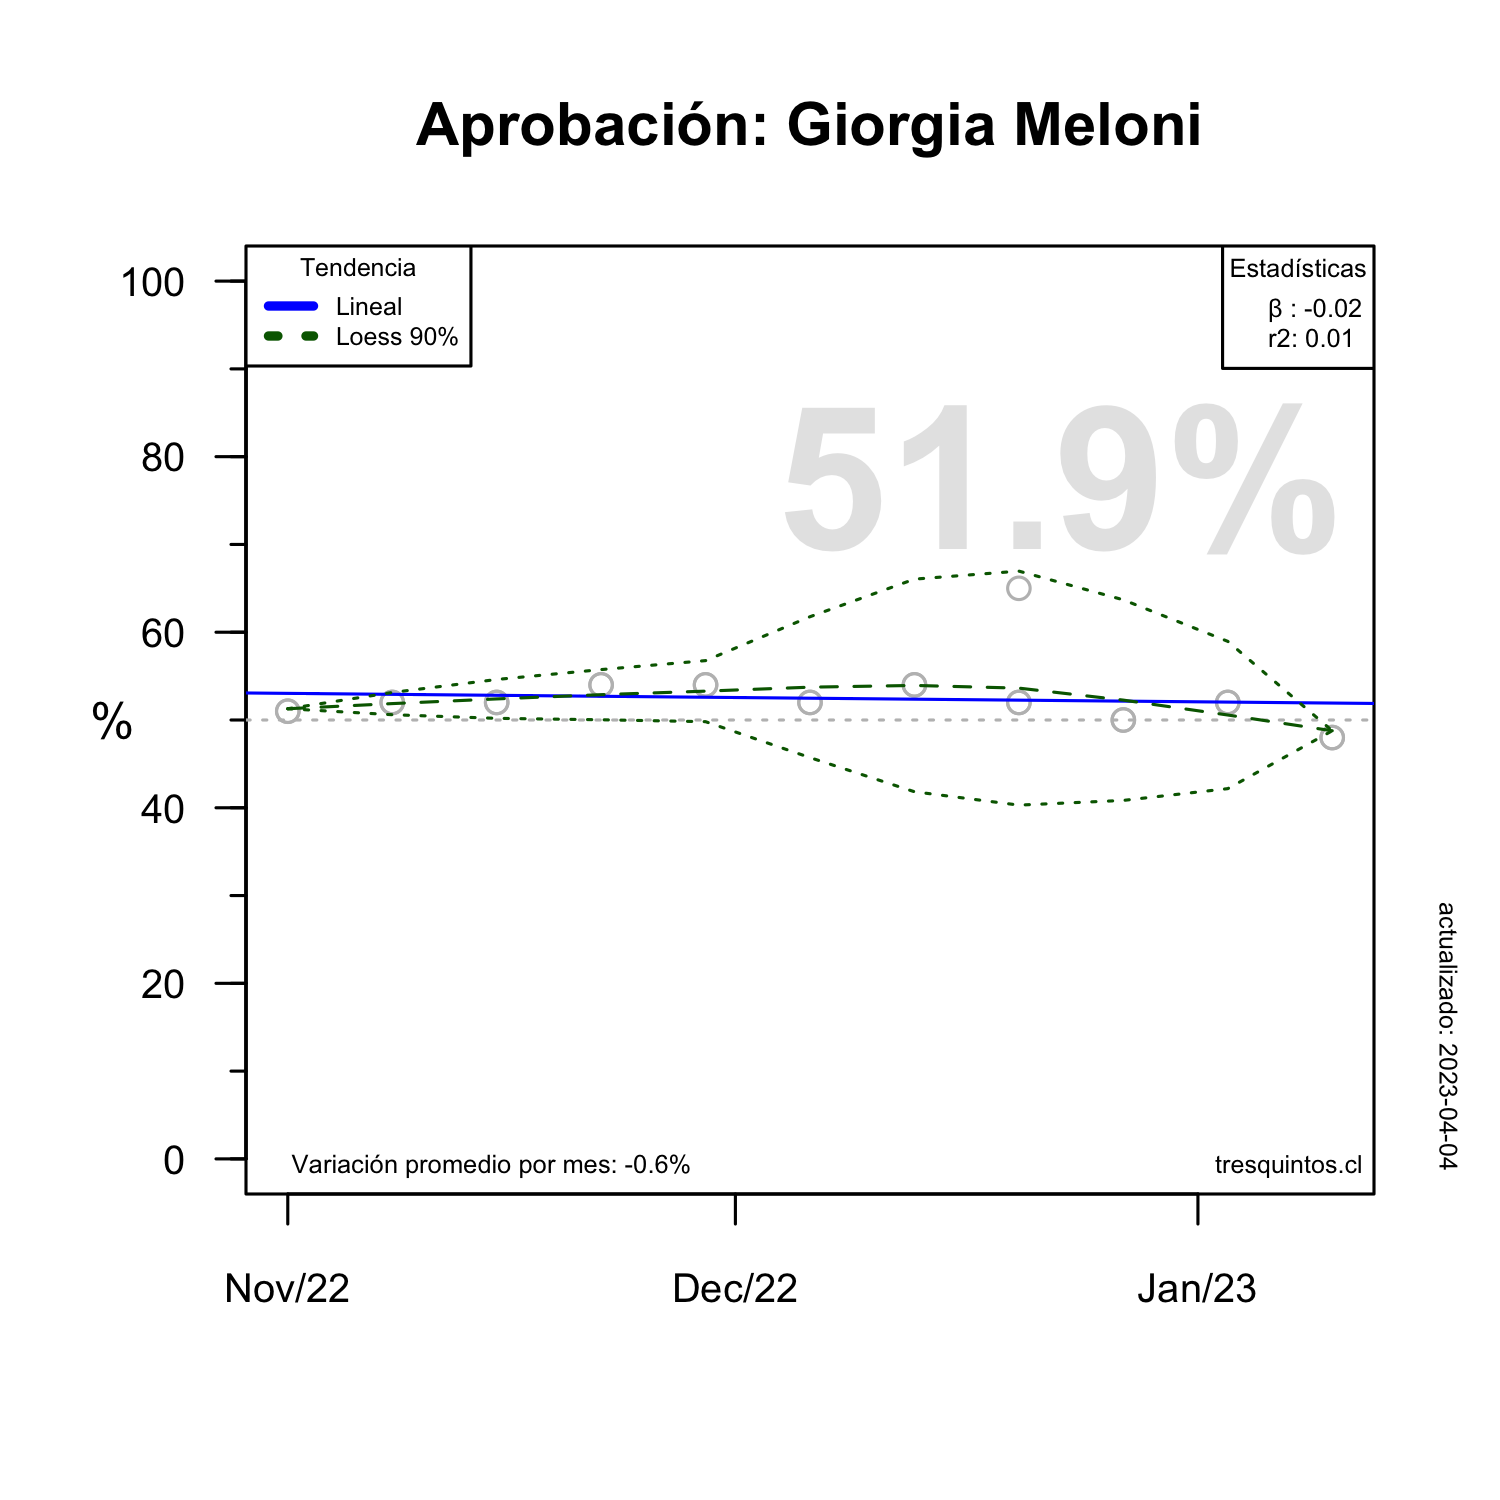 Aprobación: Giorgia Meloni
Tendencia
Lineal
Loess 90%
Estadísticas
β : -0.02
r2: 0.01
51.9%
100
80
60
40
20
0
%
Variación promedio por mes: -0.6%
tresquintos.cl
actualizado: 2023-04-04
Nov/22
Dec/22
Jan/23